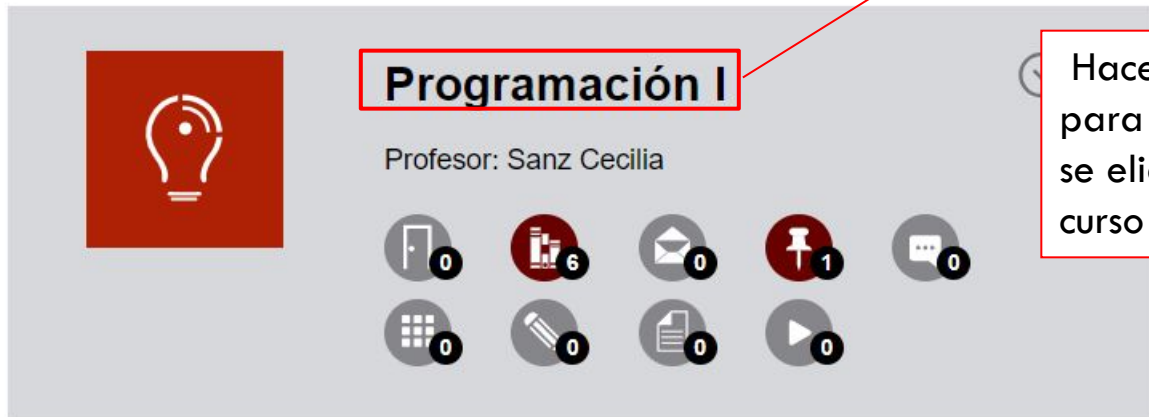 Programación I
Profesor: Sanz Cecilia
0 6 0 1 0
0 0 0 0
Hace
para
se eli
curso